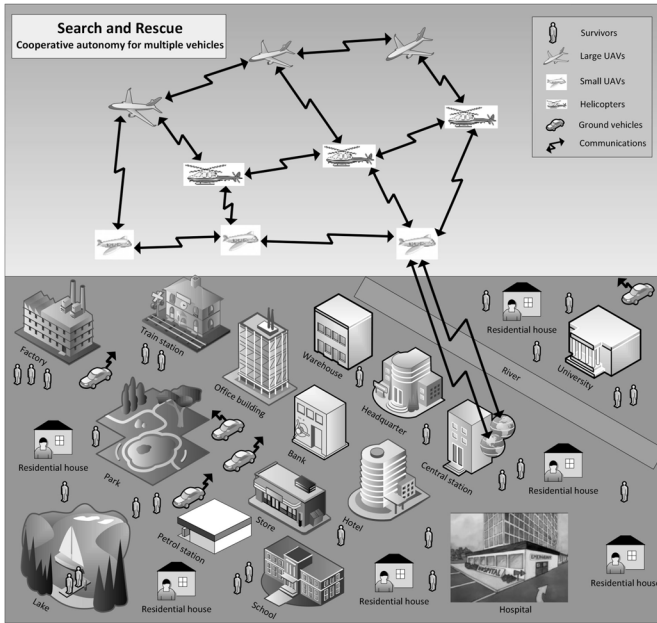 Search and Rescue
Cooperative autonomy for multiple vehicles
Survivors
Large UAVs
Small UAVs
Helicopters
Ground vehicles
Communications
Factory
Train station
Office building
Warehouse
Headquarter
River
Residential house
University
Residential house
Park
Bank
Central station
Residential house
Petrol station
Store
Hotel
Lake
Residential house
School
Residential house
HOSPITAL
Hospital
Residential house